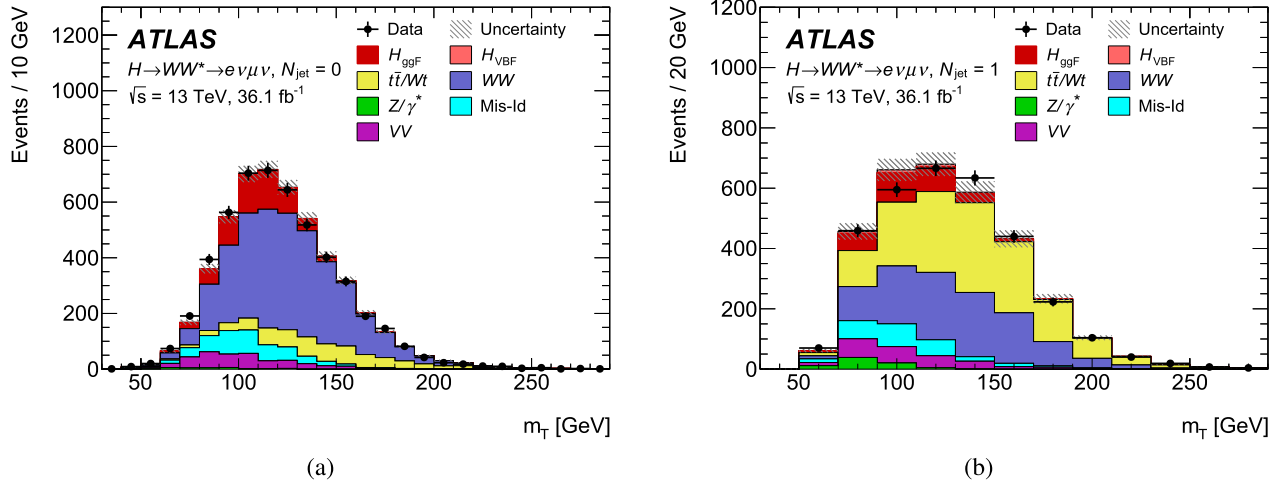 Events / 10 GeV
1200
1000
800
600
400
200
0
50 100 150 200 250
m_T [GeV]
ATLAS
H→WW*→eνμν, N_jet = 0
√s = 13 TeV, 36.1 fb⁻¹
Data Uncertainty
H_ggF H_VBF
tt̄/Wt WW
Z/γ* Mis-Id
VV
(a)
Events / 20 GeV
1200
1000
800
600
400
200
0
50 100 150 200 250
m_T [GeV]
ATLAS
H→WW*→eνμν, N_jet = 1
√s = 13 TeV, 36.1 fb⁻¹
Data Uncertainty
H_ggF H_VBF
tt̄/Wt WW
Z/γ* Mis-Id
VV
(b)